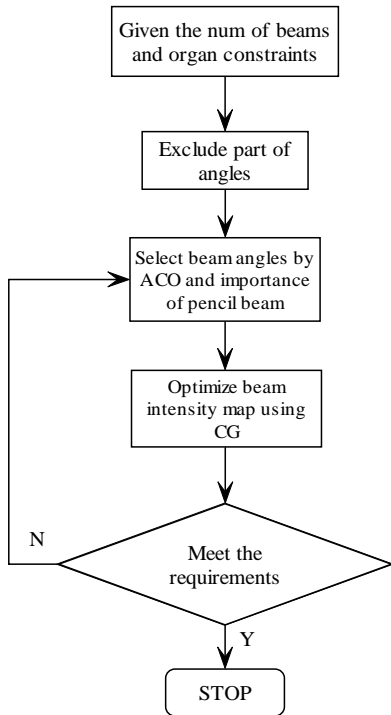 Given the num of beams
and organ constraints
Exclude part of
angles
Select beam angles by
ACO and importance
of pencil beam
Optimize beam
intensity map using
CG
N
Meet the
requirements
Y
STOP